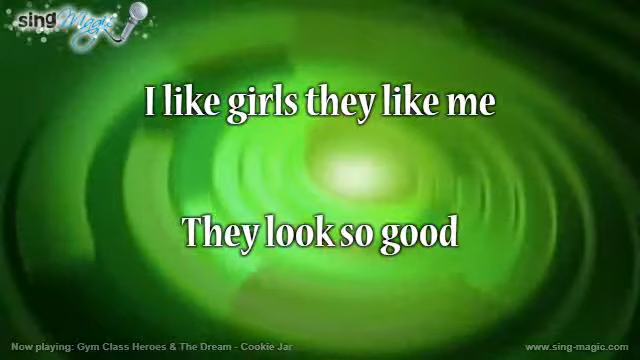 sing Magic
I like girls they like me
They look so good
Now playing: Gym Class Heroes & The Dream - Cookie Jar
www.sing-magic.com